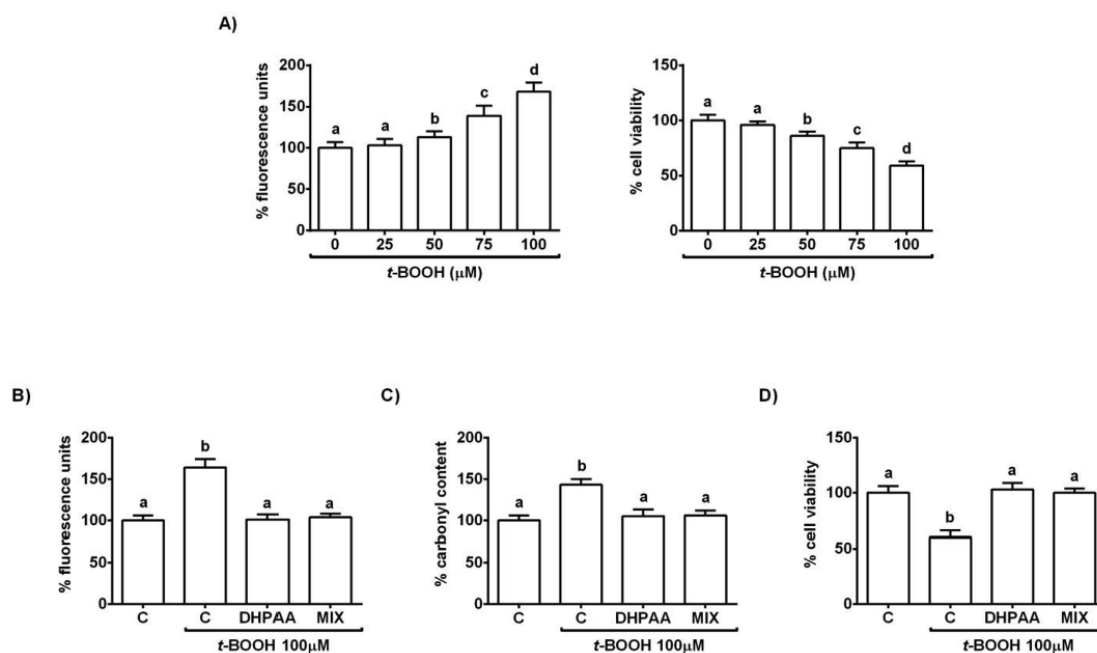 A)
% fluorescence units
200
150
100
50
0
a a b c d
0 25 50 75 100
t-BOOH (μM)
% cell viability
150
100
50
0
a a b c d
0 25 50 75 100
t-BOOH (μM)
B)
% fluorescence units
200
150
100
50
0
a b a a
C C DHPAA MIX
t-BOOH 100μM
C)
% carbonyl content
200
150
100
50
0
a b a a
C C DHPAA MIX
t-BOOH 100μM
D)
% cell viability
150
100
50
0
a b a a
C C DHPAA MIX
t-BOOH 100μM